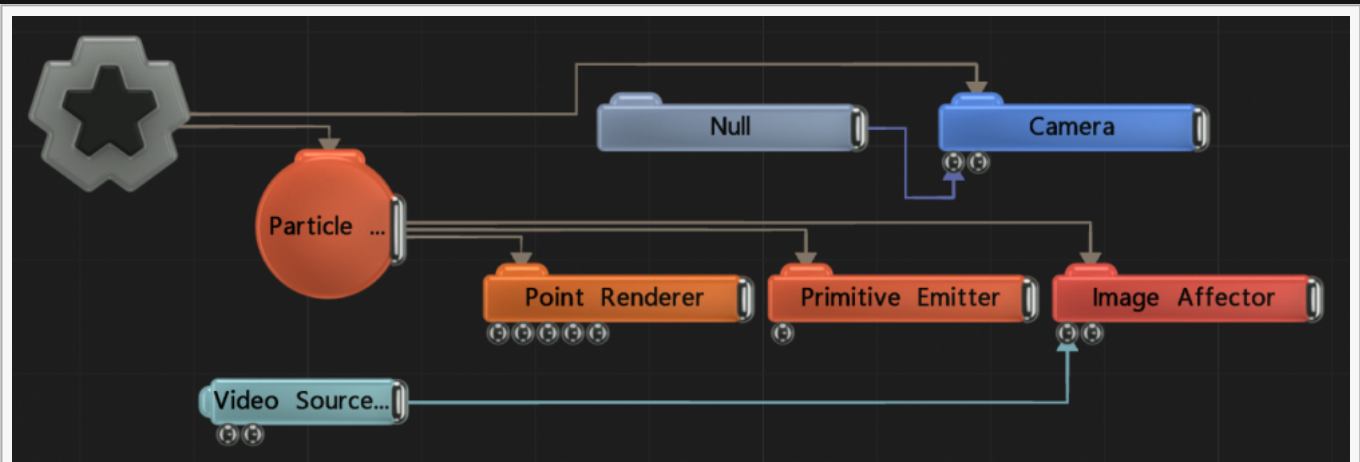 Null
Camera
Particle ...
Point Renderer
Primitive Emitter
Image Affector
Video Source...